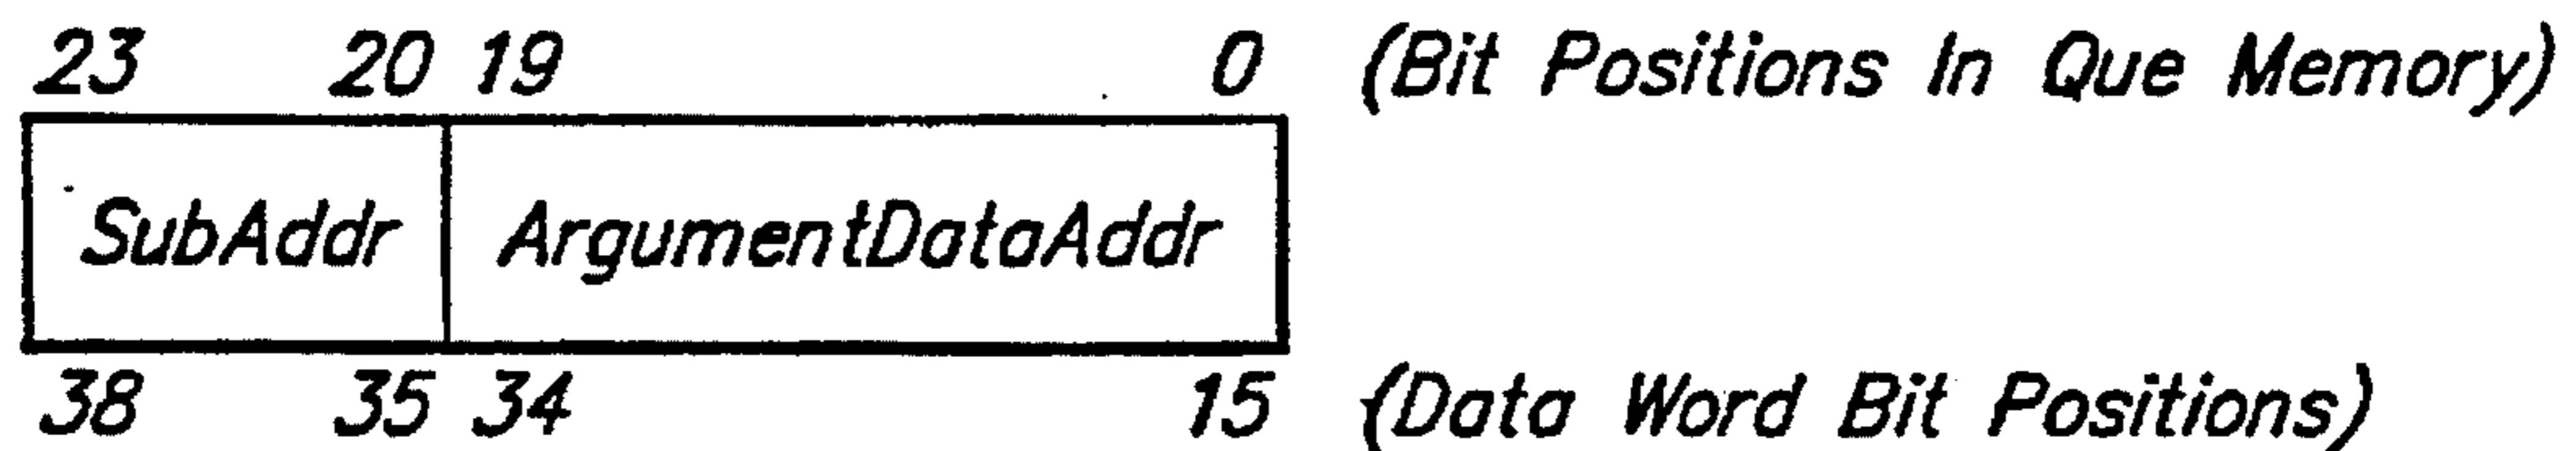 23 20 19 0 (Bit Positions In Que Memory)
SubAddr ArgumentDataAddr
38 35 34 15 (Data Word Bit Positions)